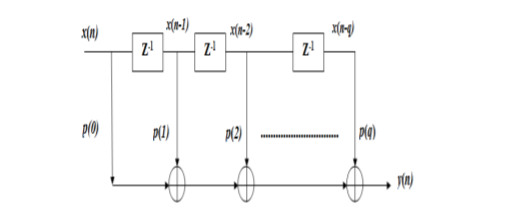 x(n)
x(n-1)
x(n-2)
x(n-q)
Z-1
Z-1
Z-1
p(0)
p(1)
p(2)
p(q)
y(n)